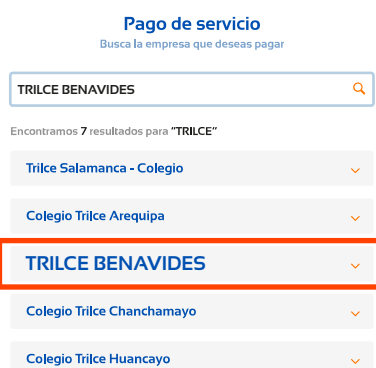 Pago de servicio
Busca la empresa que deseas pagar
TRILCE BENAVIDES
Encontramos 7 resultados para “TRILCE”
Trilce Salamanca - Colegio
Colegio Trilce Arequipa
TRILCE BENAVIDES
Colegio Trilce Chanchamayo
Colegio Trilce Huancayo